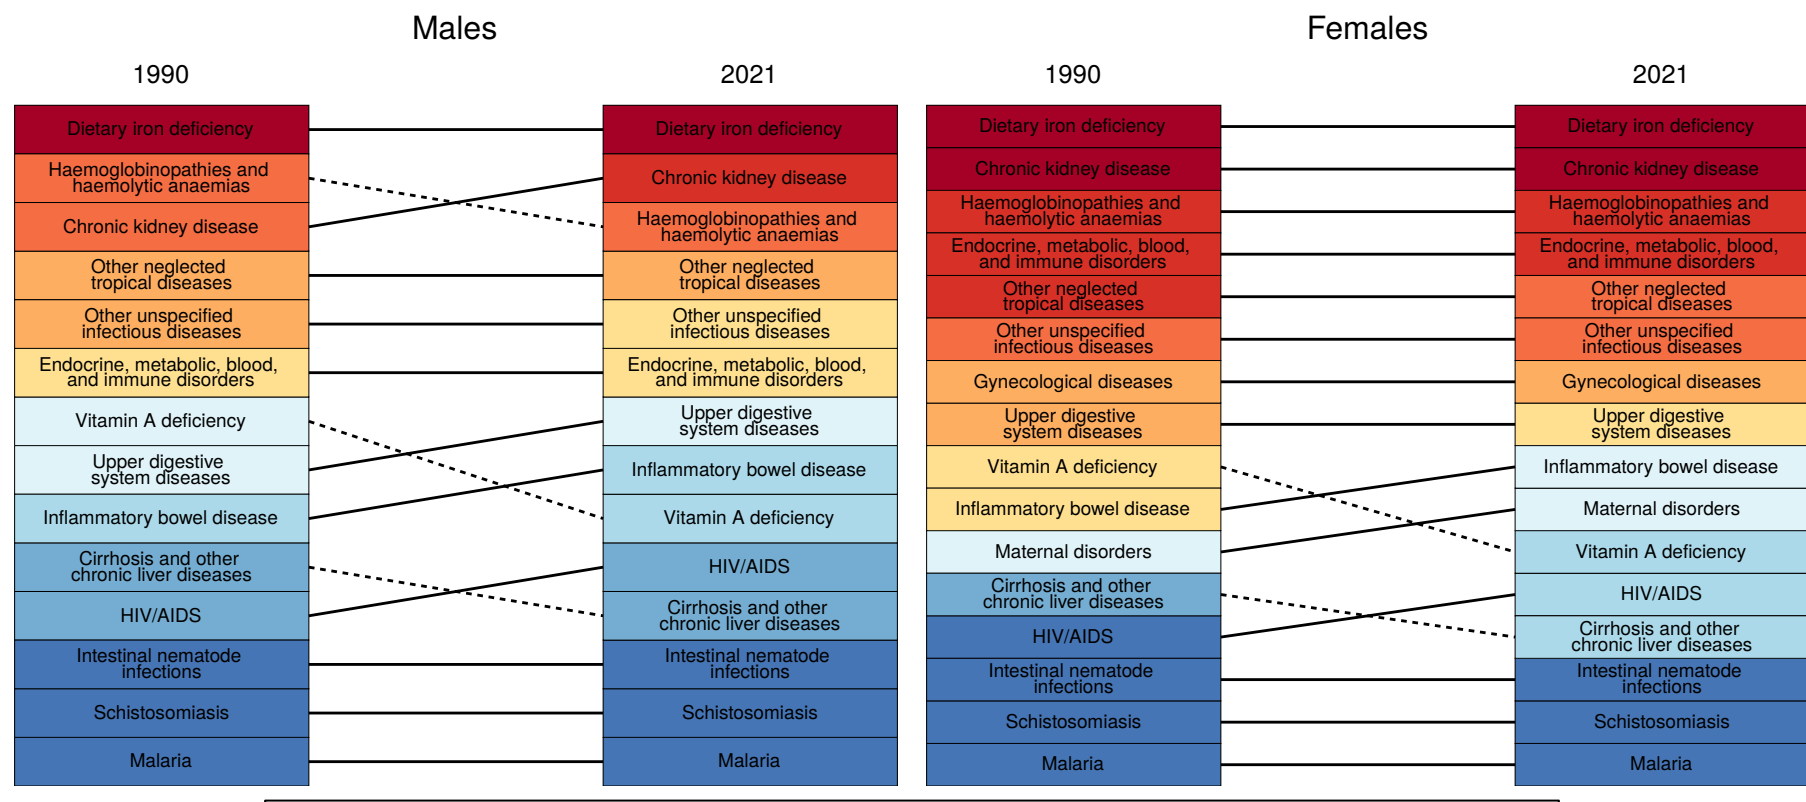 Males
1990
2021
Dietary iron deficiency
Haemoglobinopathies and
haemolytic anaemias
Chronic kidney disease
Other neglected
tropical diseases
Other unspecified
infectious diseases
Endocrine, metabolic, blood,
and immune disorders
Vitamin A deficiency
Upper digestive
system diseases
Inflammatory bowel disease
Cirrhosis and other
chronic liver diseases
HIV/AIDS
Intestinal nematode
infections
Schistosomiasis
Malaria
Dietary iron deficiency
Chronic kidney disease
Haemoglobinopathies and
haemolytic anaemias
Other neglected
tropical diseases
Other unspecified
infectious diseases
Endocrine, metabolic, blood,
and immune disorders
Upper digestive
system diseases
Inflammatory bowel disease
Vitamin A deficiency
HIV/AIDS
Cirrhosis and other
chronic liver diseases
Intestinal nematode
infections
Schistosomiasis
Malaria
Females
1990
2021
Dietary iron deficiency
Chronic kidney disease
Haemoglobinopathies and
haemolytic anaemias
Endocrine, metabolic, blood,
and immune disorders
Other neglected
tropical diseases
Other unspecified
infectious diseases
Gynecological diseases
Upper digestive
system diseases
Vitamin A deficiency
Inflammatory bowel disease
Maternal disorders
Cirrhosis and other
chronic liver diseases
HIV/AIDS
Intestinal nematode
infections
Schistosomiasis
Malaria
Dietary iron deficiency
Chronic kidney disease
Haemoglobinopathies and
haemolytic anaemias
Endocrine, metabolic, blood,
and immune disorders
Other neglected
tropical diseases
Other unspecified
infectious diseases
Gynecological diseases
Upper digestive
system diseases
Inflammatory bowel disease
Maternal disorders
Vitamin A deficiency
HIV/AIDS
Cirrhosis and other
chronic liver diseases
Intestinal nematode
infections
Schistosomiasis
Malaria